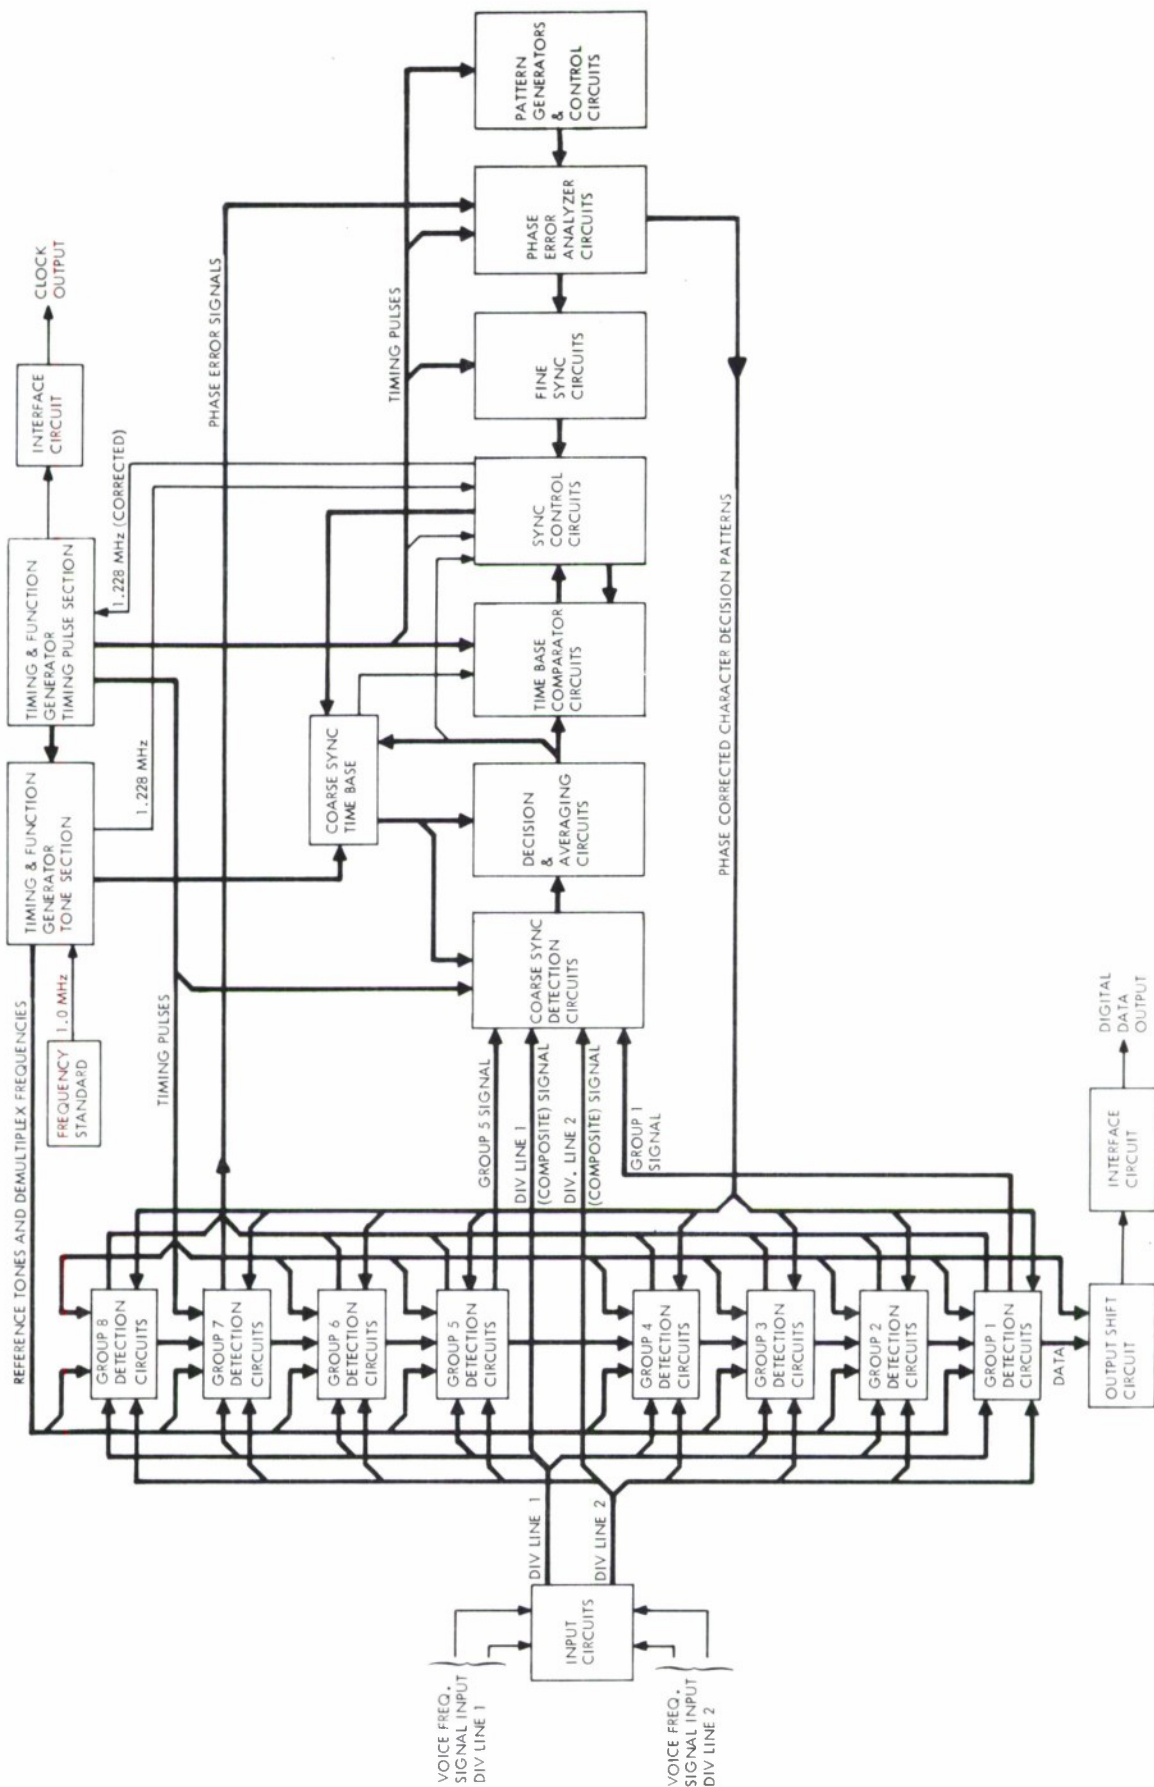 VOICE FREQ.
SIGNAL INPUT
DIV LINE 1
VOICE FREQ.
SIGNAL INPUT
DIV LINE 2
INPUT
CIRCUITS
DIV LINE 1
DIV LINE 2
REFERENCE TONES AND DEMULTIPLEX FREQUENCIES
GROUP 8
DETECTION
CIRCUITS
GROUP 7
DETECTION
CIRCUITS
GROUP 6
DETECTION
CIRCUITS
GROUP 5
DETECTION
CIRCUITS
GROUP 4
DETECTION
CIRCUITS
GROUP 3
DETECTION
CIRCUITS
GROUP 2
DETECTION
CIRCUITS
GROUP 1
DETECTION
CIRCUITS
DATA
OUTPUT SHIFT
CIRCUIT
INTERFACE
CIRCUIT
DIGITAL
DATA
OUTPUT
FREQUENCY
STANDARD
1.0 MHz
TIMING PULSES
GROUP 5 SIGNAL
DIV LINE 1
(COMPOSITE) SIGNAL
DIV. LINE 2
(COMPOSITE) SIGNAL
GROUP 1
SIGNAL
TIMING & FUNCTION
GENERATOR
TONE SECTION
TIMING & FUNCTION
GENERATOR
TIMING PULSE SECTION
INTERFACE
CIRCUIT
CLOCK
OUTPUT
1.228 MHz
1.228 MHz (CORRECTED)
PHASE ERROR SIGNALS
TIMING PULSES
COARSE SYNC
TIME BASE
COARSE SYNC
DETECTION
CIRCUITS
DECISION
&
AVERAGING
CIRCUITS
TIME BASE
COMPARATOR
CIRCUITS
SYNC
CONTROL
CIRCUITS
FINE
SYNC
CIRCUITS
PHASE
ERROR
ANALYZER
CIRCUITS
PATTERN
GENERATORS
&
CONTROL
CIRCUITS
PHASE CORRECTED CHARACTER DECISION PATTERNS